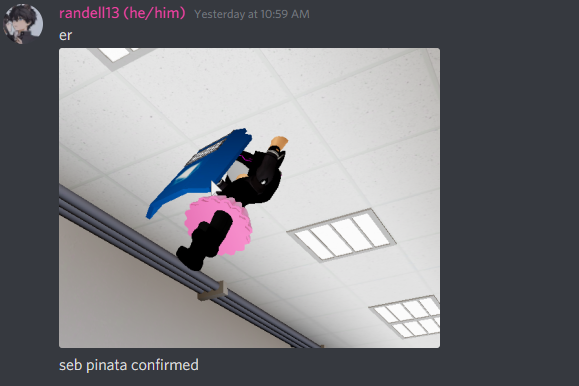 randell13 (he/him) Yesterday at 10:59 AM
er
seb pinata confirmed